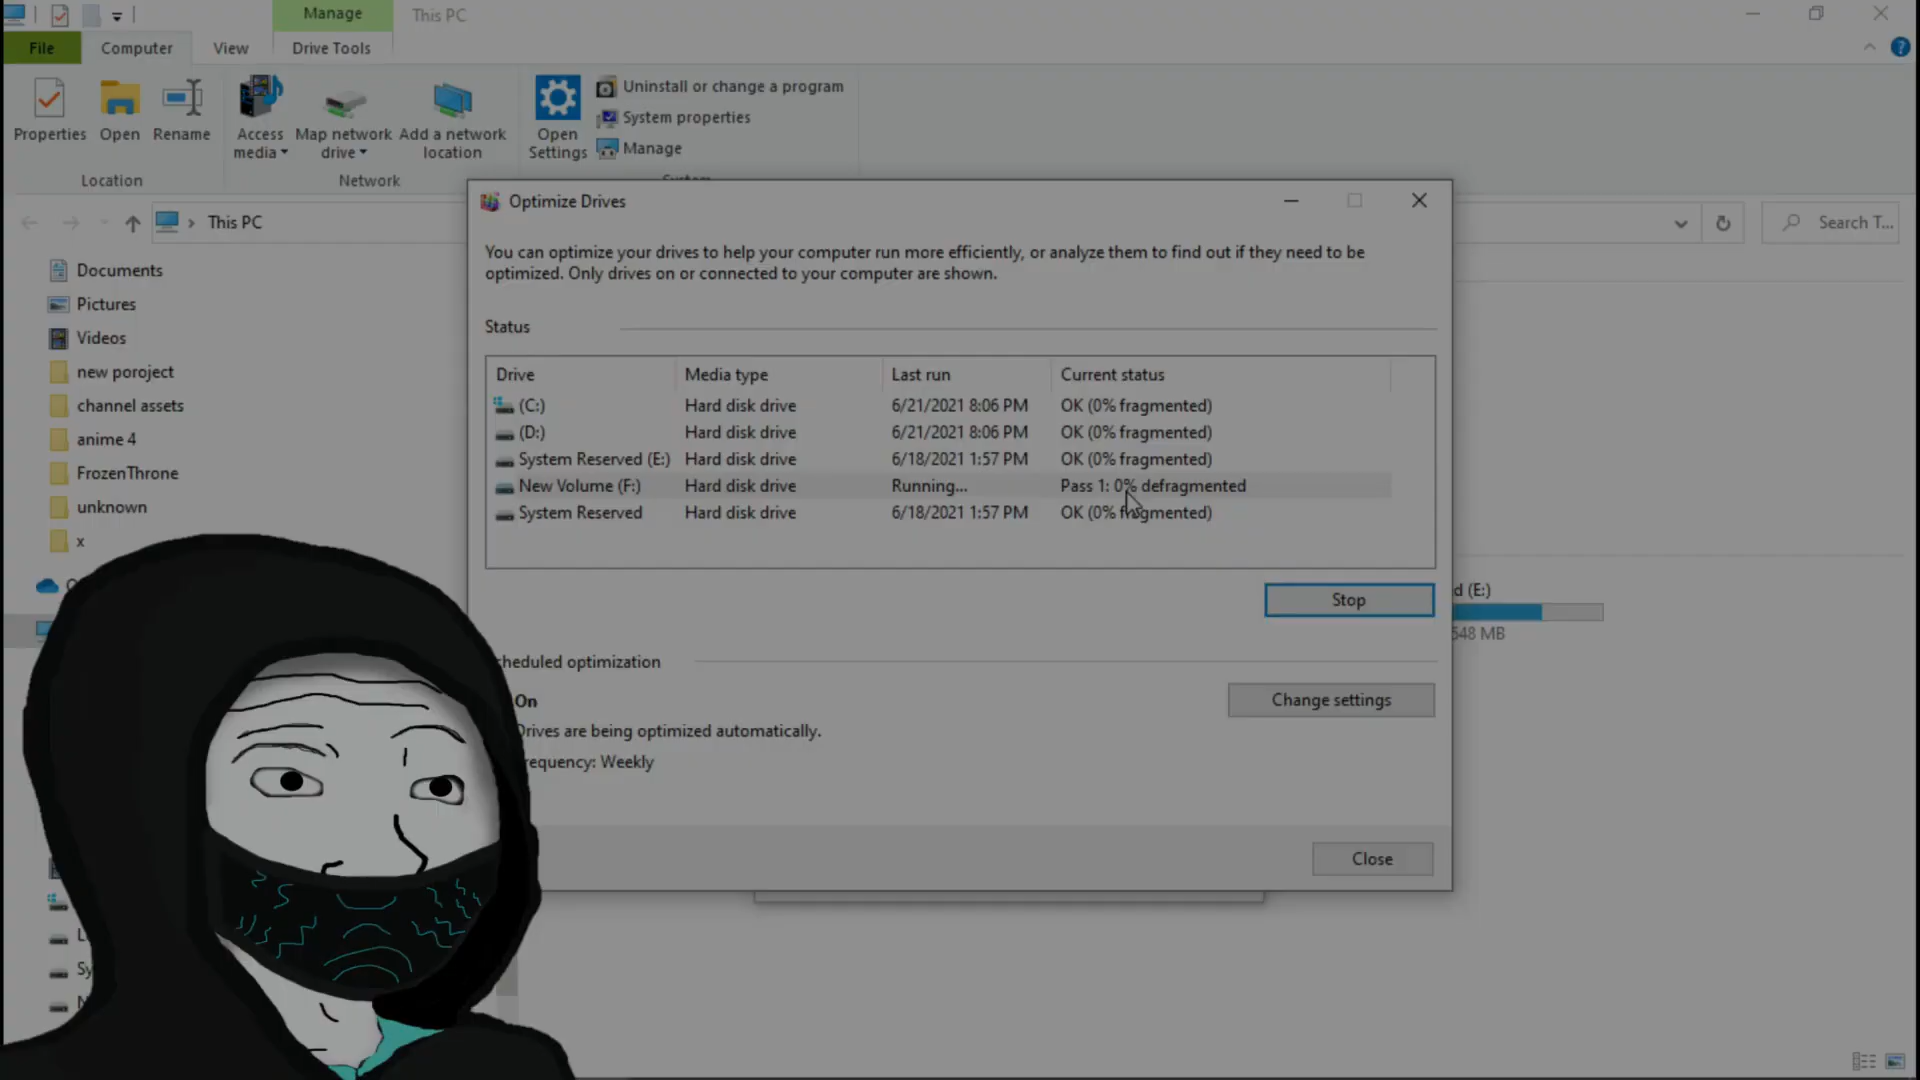 Manage
This PC
File
Computer
View
Drive Tools
Properties
Open
Rename
Access media
Map network drive
Add a network location
Open Settings
Uninstall or change a program
System properties
Manage
Location
Network
This PC
Search T...
Documents
Pictures
Videos
new poroject
channel assets
anime 4
FrozenThrone
unknown
x
Optimize Drives
You can optimize your drives to help your computer run more efficiently, or analyze them to find out if they need to be
optimized. Only drives on or connected to your computer are shown.
Status
Drive Media type Last run Current status
(C:) Hard disk drive 6/21/2021 8:06 PM OK (0% fragmented)
(D:) Hard disk drive 6/21/2021 8:06 PM OK (0% fragmented)
System Reserved (E:) Hard disk drive 6/18/2021 1:57 PM OK (0% fragmented)
New Volume (F:) Hard disk drive Running... Pass 1: 0% defragmented
System Reserved Hard disk drive 6/18/2021 1:57 PM OK (0% fragmented)
Stop
d (E:)
548 MB
heduled optimization
On
Drives are being optimized automatically.
requency: Weekly
Change settings
Close
Sy